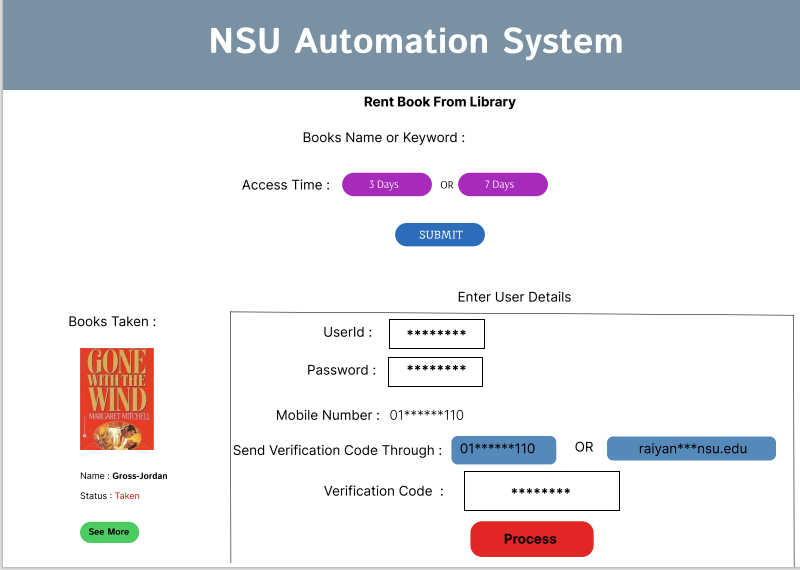 NSU Automation System
Rent Book From Library
Books Name or Keyword :
Access Time : 3 Days OR 7 Days
SUBMIT
Enter User Details
Books Taken :
GONE
WITH THE
WIND
MARGARET MITCHELL
Name : Gross-Jordan
Status : Taken
See More
UserId : ********
Password : ********
Mobile Number : 01******110
Send Verification Code Through : 01******110 OR raiyan***nsu.edu
Verification Code : ********
Process